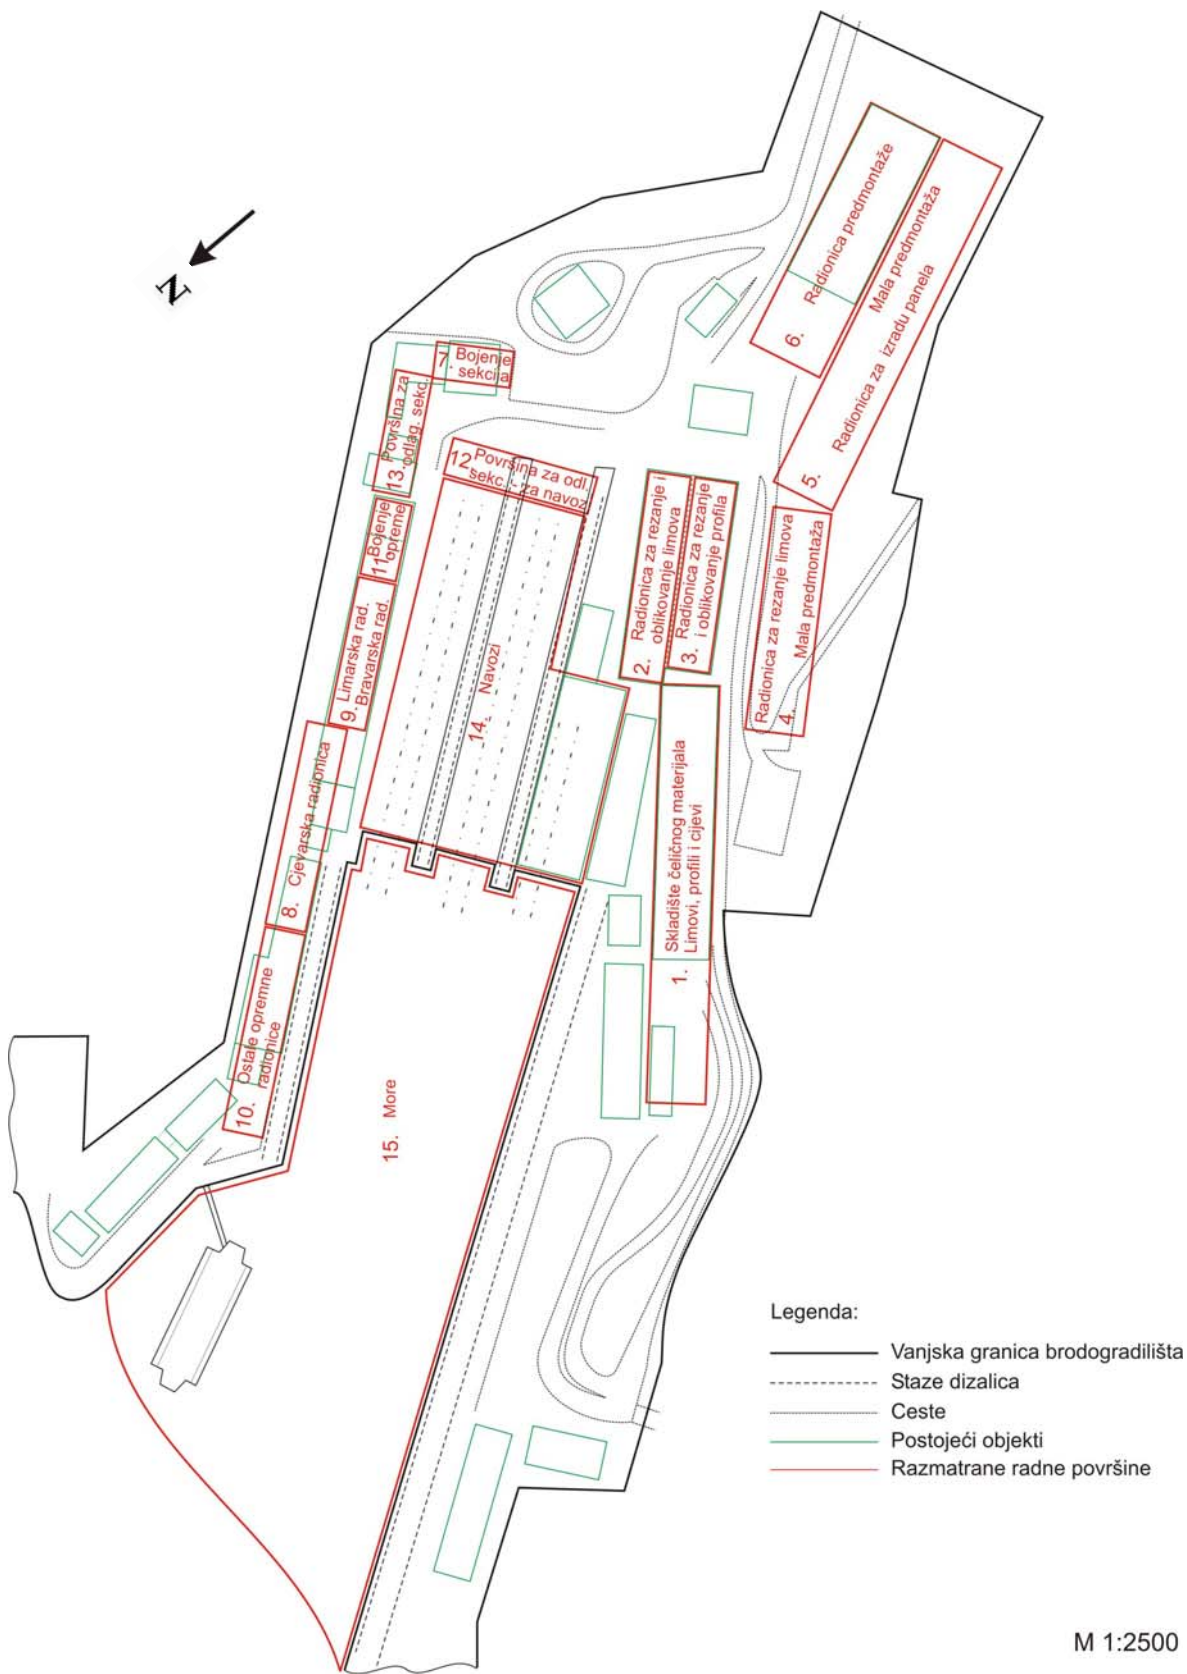 N
6. Radionica predmontaže
Mala predmontaža
5. Radionica za izradu panela
7. Bojenje
sekcija
13. Površina za
odlag. sekc.
12. Površina za odl.
sekc. - za navoz
11. Bojenje
opreme
2. Radionica za rezanje i
oblikovanje limova
3. Radionica za rezanje
i oblikovanje profila
Radionica za rezanje limova
4. Mala predmontaža
9. Limarska rad.
Bravarska rad.
14. Navozi
8. Cjevarska radionica
1. Skladište čeličnog materijala
Limovi, profili i cijevi
10. Ostale opremne
radionice
15. More
Legenda:
Vanjska granica brodogradilišta
Staze dizalica
Ceste
Postojeći objekti
Razmatrane radne površine
M 1:2500